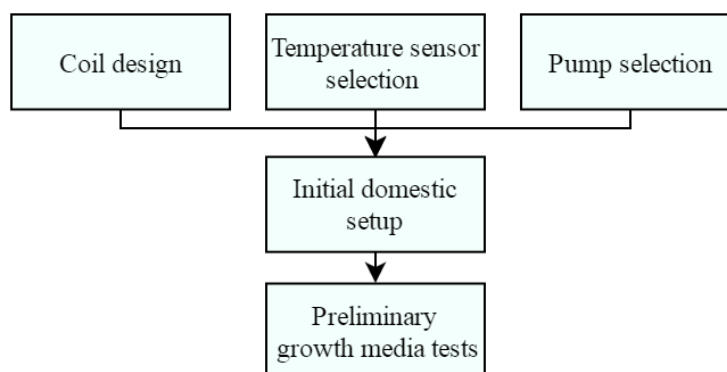 Coil design
Temperature sensor
selection
Pump selection
Initial domestic
setup
Preliminary
growth media tests